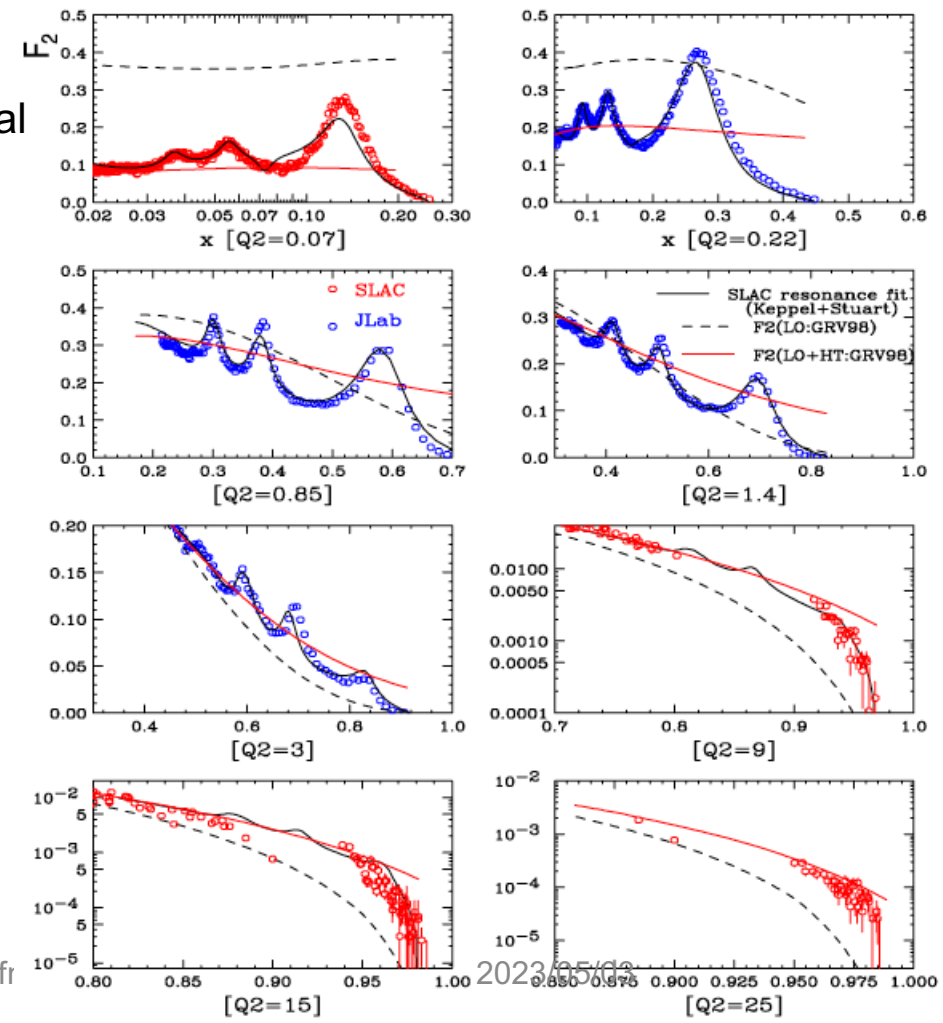 F2
al
0.5
0.4
0.3
0.2
0.1
0.0
0.02 0.03 0.05 0.07 0.10 0.20 0.30
x [Q2=0.07]
0.5
0.4
0.3
0.2
0.1
0.0
0.1 0.2 0.3 0.4 0.6
x [Q2=0.22]
0.5
0.4
0.3
0.2
0.1
0.0
SLAC
JLab
0.1 0.2 0.3 0.4 0.5 0.6 0.7
[Q2=0.85]
0.4
0.3
0.2
0.1
0.0
SLAC resonance fit
(Keppel+Stuart)
F2(LO:GRV98)
F2(LO+HT:GRV98)
0.4 0.6 0.8 1.0
[Q2=1.4]
0.20
0.15
0.10
0.05
0.00
0.4 0.6 0.8 1.0
[Q2=3]
0.0100
0.0050
0.0010
0.0005
0.0001
0.7 0.8 0.9 1.0
[Q2=9]
10−2
5
10−3
5
10−4
5
10−5
0.80 0.85 0.90 0.95 1.00
[Q2=15]
10−2
10−3
10−4
10−5
2023/05/03
0.850 0.875 0.900 0.925 0.950 0.975 1.000
[Q2=25]